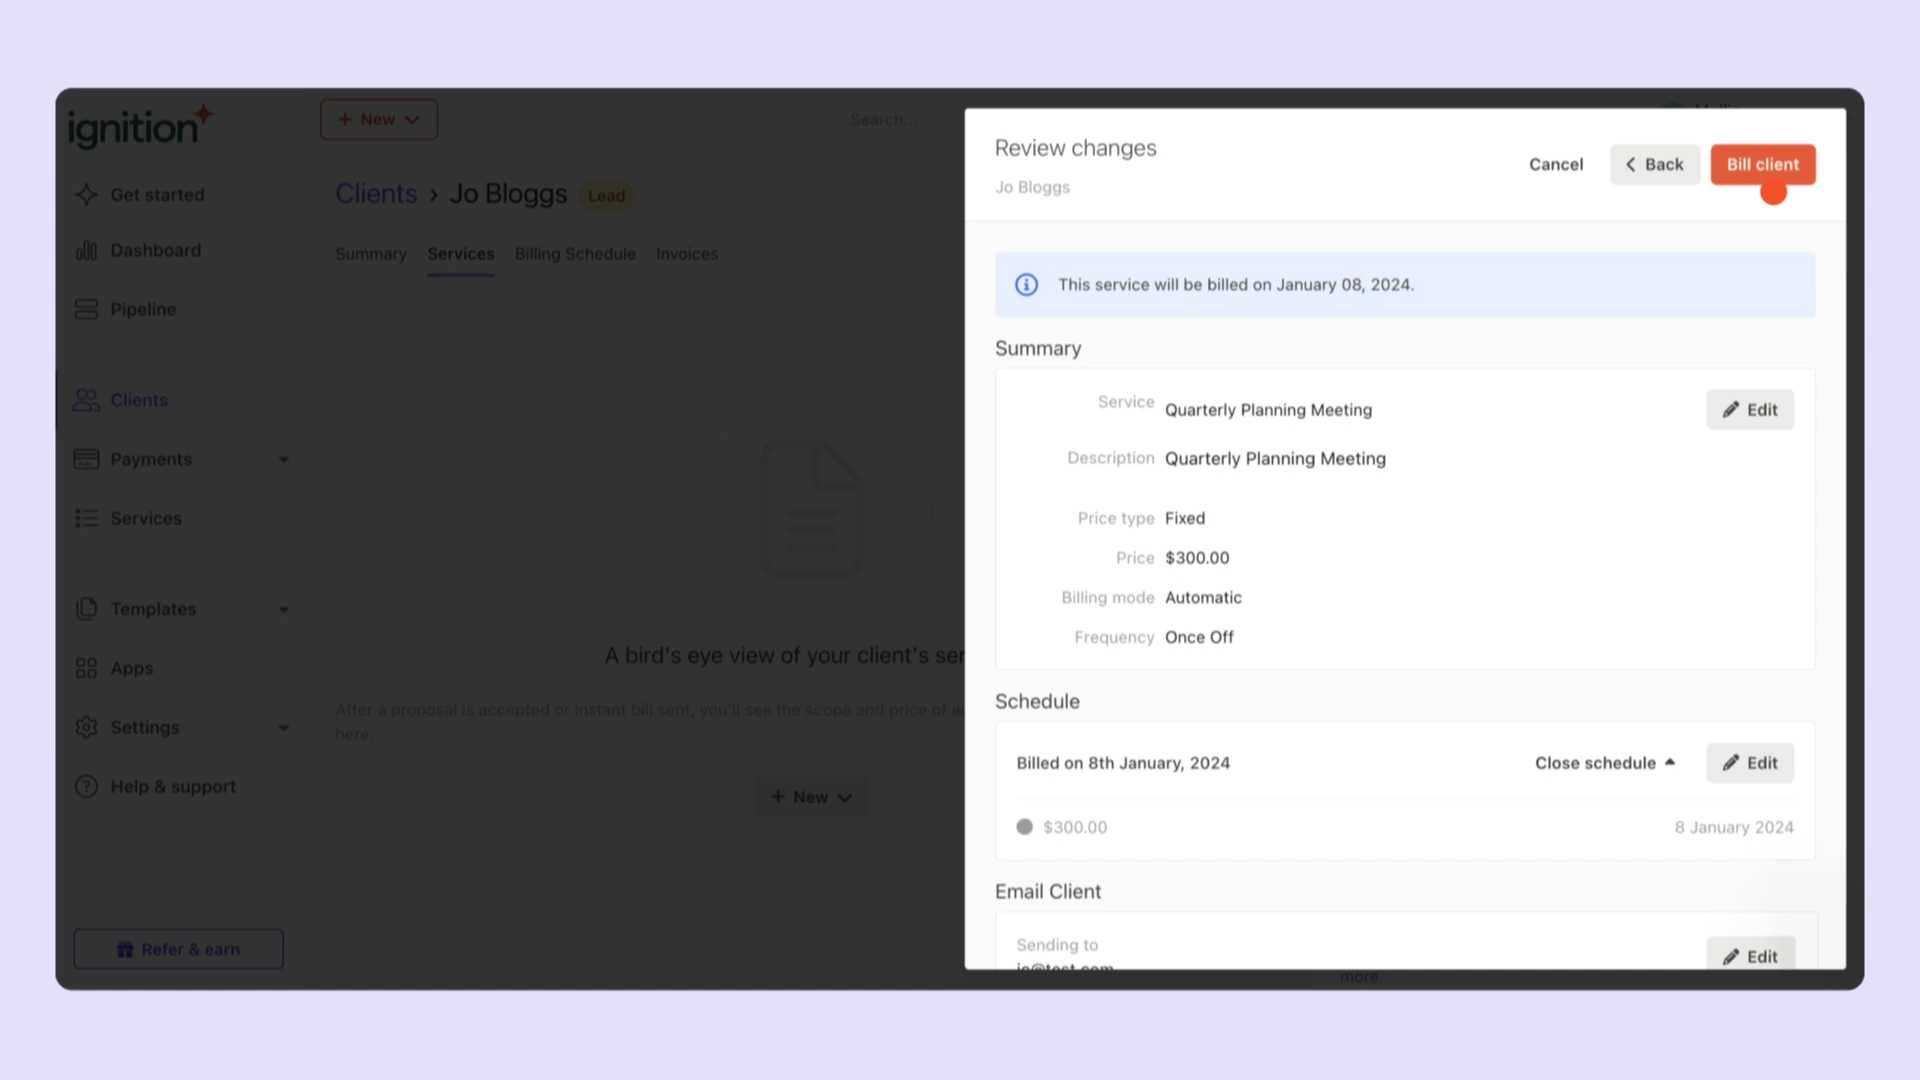 ignition
+ New
Search...
Get started
Dashboard
Pipeline
Clients
Payments
Services
Templates
Apps
Settings
Help & support
Refer & earn
Clients › Jo Bloggs Lead
Summary Services Billing Schedule Invoices
A bird's eye view of your client's ser
After a proposal is accepted or instant bill sent, you'll see the scope and price of
here.
+ New
more.
Review changes
Jo Bloggs
Cancel
Back
Bill client
This service will be billed on January 08, 2024.
Summary
Service Quarterly Planning Meeting
Edit
Description Quarterly Planning Meeting
Price type Fixed
Price $300.00
Billing mode Automatic
Frequency Once Off
Schedule
Billed on 8th January, 2024
Close schedule
Edit
$300.00
8 January 2024
Email Client
Sending to
jo@test.com
Edit